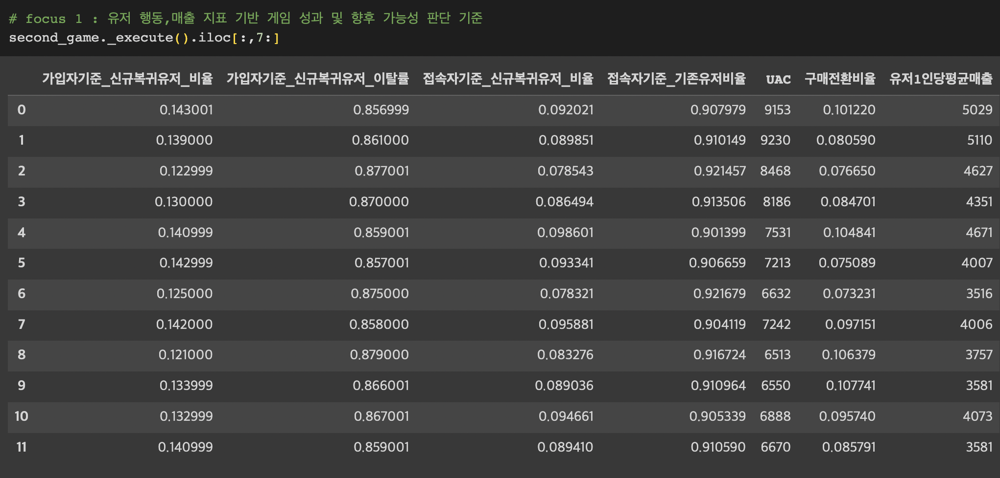 # focus 1 : 유저 행동,매출 지표 기반 게임 성과 및 향후 가능성 판단 기준
second_game._execute().iloc[:,7:]
가입자기준_신규복귀유저_비율 가입자기준_신규복귀유저_이탈률 접속자기준_신규복귀유저_비율 접속자기준_기존유저비율 UAC 구매전환비율 유저1인당평균매출
0 0.143001 0.856999 0.092021 0.907979 9153 0.101220 5029
1 0.139000 0.861000 0.089851 0.910149 9230 0.080590 5110
2 0.122999 0.877001 0.078543 0.921457 8468 0.076650 4627
3 0.130000 0.870000 0.086494 0.913506 8186 0.084701 4351
4 0.140999 0.859001 0.098601 0.901399 7531 0.104841 4671
5 0.142999 0.857001 0.093341 0.906659 7213 0.075089 4007
6 0.125000 0.875000 0.078321 0.921679 6632 0.073231 3516
7 0.142000 0.858000 0.095881 0.904119 7242 0.097151 4006
8 0.121000 0.879000 0.083276 0.916724 6513 0.106379 3757
9 0.133999 0.866001 0.089036 0.910964 6550 0.107741 3581
10 0.132999 0.867001 0.094661 0.905339 6888 0.095740 4073
11 0.140999 0.859001 0.089410 0.910590 6670 0.085791 3581